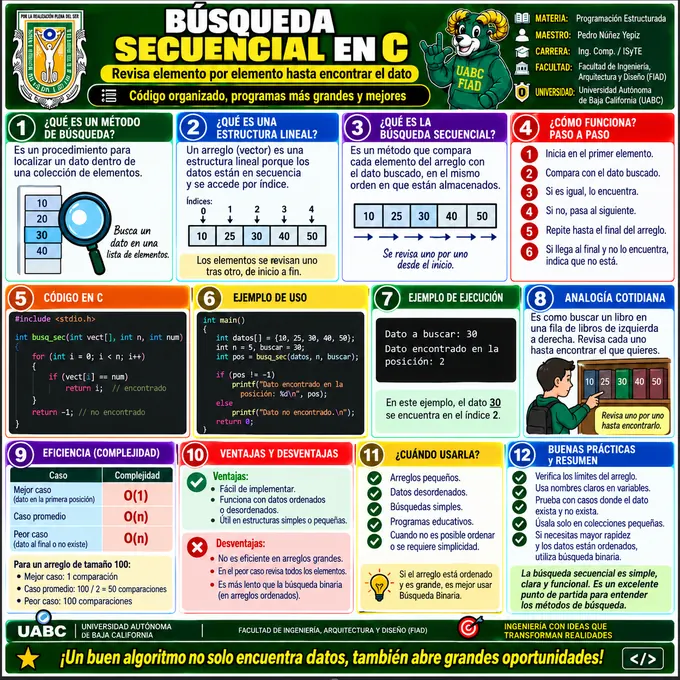 POR LA REALIZACIÓN PLENA DEL SER
BÚSQUEDA
SECUENCIAL EN C
Revisa elemento por elemento hasta encontrar el dato
Código organizado, programas más grandes y mejores
UABC
FIAD
MATERIA: Programación Estructurada
MAESTRO: Pedro Núñez Yepiz
CARRERA: Ing. Comp. / ISyTE
FACULTAD: Facultad de Ingeniería,
Arquitectura y Diseño (FIAD)
UNIVERSIDAD: Universidad Autónoma
de Baja California (UABC)
1 ¿QUÉ ES UN MÉTODO
DE BÚSQUEDA?
Es un procedimiento para
localizar un dato dentro de
una colección de elementos.
10
20
30
40
Busca un
dato en una
lista de elementos.
2 ¿QUÉ ES UNA
ESTRUCTURA LINEAL?
Un arreglo (vector) es una
estructura lineal porque los
datos están en secuencia
y se accede por índice.
Índices:
0 1 2 3 4
10 25 30 40 50
Los elementos se revisan uno
tras otro, de inicio a fin.
3 ¿QUÉ ES LA
BÚSQUEDA SECUENCIAL?
Es un método que compara
cada elemento del arreglo con
el dato buscado, en el mismo
orden en que están almacenados.
10 25 30 40 50
Se revisa uno por uno
desde el inicio.
4 ¿CÓMO FUNCIONA?
PASO A PASO
1 Inicia en el primer elemento.
2 Compara con el dato buscado.
3 Si es igual, lo encuentra.
4 Si no, pasa al siguiente.
5 Repite hasta el final del arreglo.
6 Si llega al final y no lo encuentra,
indica que no está.
5 CÓDIGO EN C
#include <stdio.h>
int busq_sec(int vect[], int n, int num)
{
for (int i = 0; i < n; i++)
{
if (vect[i] == num)
return i; // encontrado
}
return -1; // no encontrado
}
6 EJEMPLO DE USO
int main()
{
int datos[] = {10, 25, 30, 40, 50};
int n = 5, buscar = 30;
int pos = busq_sec(datos, n, buscar);
if (pos != -1)
printf("Dato encontrado en la
posición: %d\n", pos);
else
printf("Dato no encontrado.\n");
return 0;
}
7 EJEMPLO DE EJECUCIÓN
Dato a buscar: 30
Dato encontrado en la
posición: 2
En este ejemplo, el dato 30
se encuentra en el índice 2.
8 ANALOGÍA COTIDIANA
Es como buscar un libro en
una fila de libros de izquierda
a derecha. Revisa cada uno
hasta encontrar el que quieres.
10 25 30 40 50
Revisa uno por uno
hasta encontrarlo.
9 EFICIENCIA (COMPLEJIDAD)
Caso Complejidad
Mejor caso
(dato en la primera posición) O(1)
Caso promedio O(n)
Peor caso
(dato al final o no existe) O(n)
Para un arreglo de tamaño 100:
• Mejor caso: 1 comparación
• Caso promedio: 100 / 2 = 50 comparaciones
• Peor caso: 100 comparaciones
10 VENTAJAS Y DESVENTAJAS
Ventajas:
• Fácil de implementar.
• Funciona con datos ordenados
o desordenados.
• Útil en estructuras simples o pequeñas.
Desventajas:
• No es eficiente en arreglos grandes.
• En el peor caso revisa todos los elementos.
• Es más lento que la búsqueda binaria
(en arreglos ordenados).
11 ¿CUÁNDO USARLA?
Arreglos pequeños.
Datos desordenados.
Búsquedas simples.
Programas educativos.
Cuando no es posible ordenar
o se requiere simplicidad.
Si el arreglo está ordenado
y es grande, es mejor usar
Búsqueda Binaria.
12 BUENAS PRÁCTICAS
y RESUMEN
Verifica los límites del arreglo.
Usa nombres claros en variables.
Prueba con casos donde el dato
exista y no exista.
Úsala solo en colecciones pequeñas.
Si necesitas mayor rapidez
y los datos están ordenados,
utiliza búsqueda binaria.
La búsqueda secuencial es simple,
clara y funcional. Es un excelente
punto de partida para entender
los métodos de búsqueda.
UABC
UNIVERSIDAD AUTÓNOMA
DE BAJA CALIFORNIA
FACULTAD DE INGENIERÍA, ARQUITECTURA Y DISEÑO (FIAD)
INGENIERÍA CON IDEAS QUE
TRANSFORMAN REALIDADES
¡Un buen algoritmo no solo encuentra datos, también abre grandes oportunidades!
</>